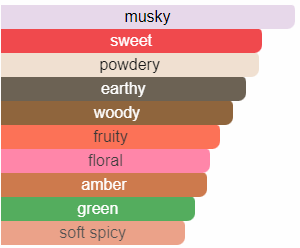 musky
sweet
powdery
earthy
woody
fruity
floral
amber
green
soft spicy